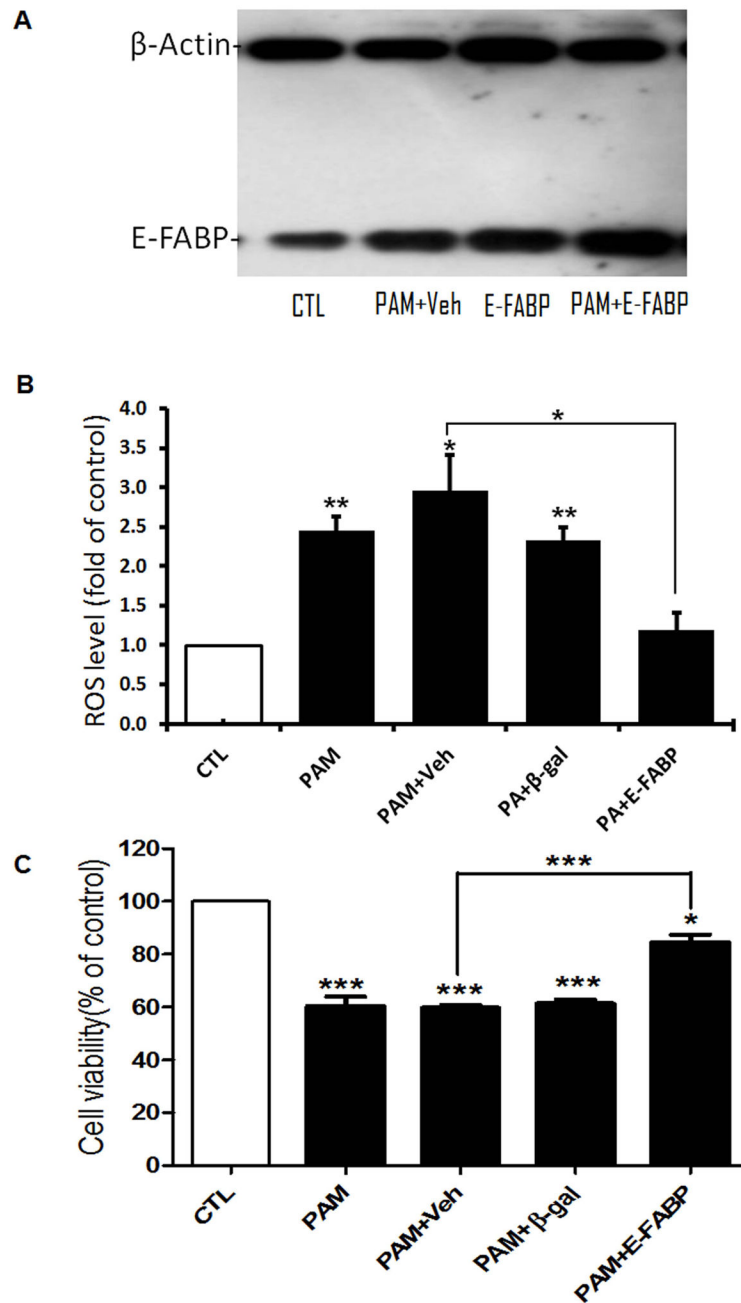 A
β-Actin-
E-FABP-
CTL PAM+Veh E-FABP PAM+E-FABP
B
ROS level (fold of control)
4.0
3.5
3.0
2.5
2.0
1.5
1.0
0.5
0.0
**
*
**
*
CTL PAM PAM+Veh PA+β-gal PA+E-FABP
C
Cell viability(% of control)
120
100
80
60
40
20
0
***
***
***
***
*
CTL PAM PAM+Veh PAM+β-gal PAM+E-FABP